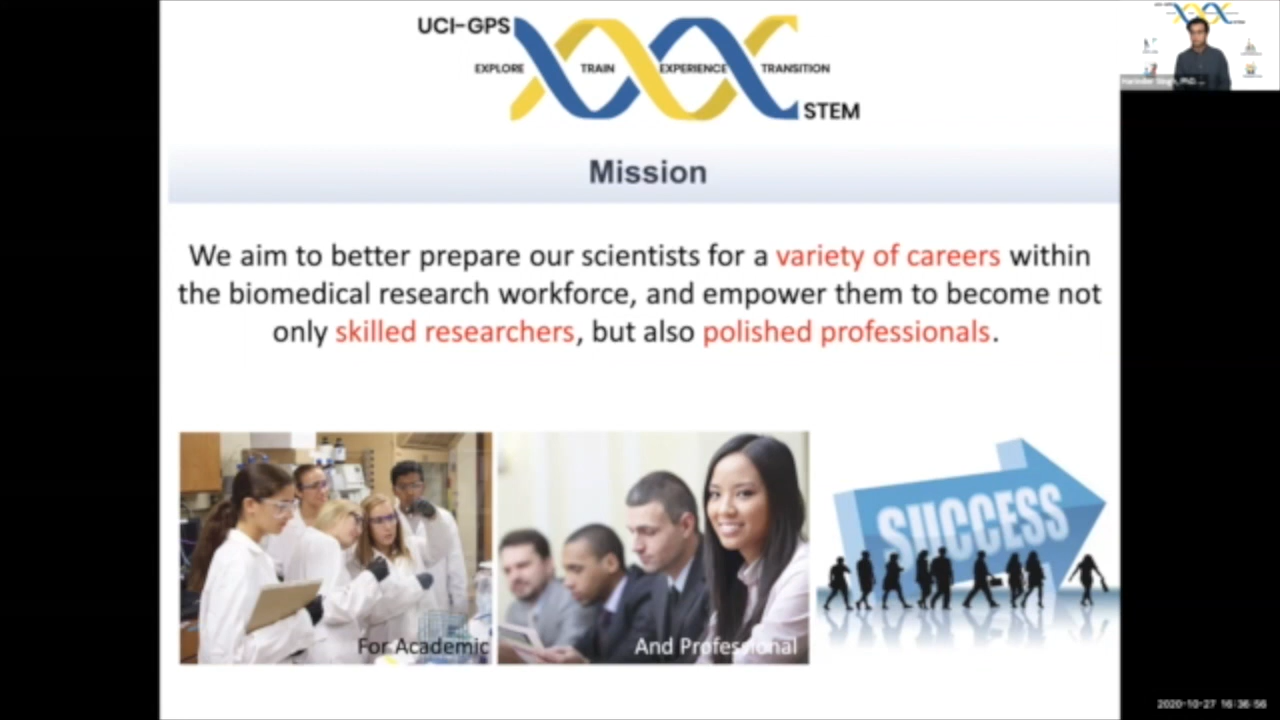 UCI-GPS
EXPLORE TRAIN EXPERIENCE TRANSITION
STEM
Mission
We aim to better prepare our scientists for a variety of careers within
the biomedical research workforce, and empower them to become not
only skilled researchers, but also polished professionals.
SUCCESS
For Academic
And Professional
2020-10-27 16:36:56